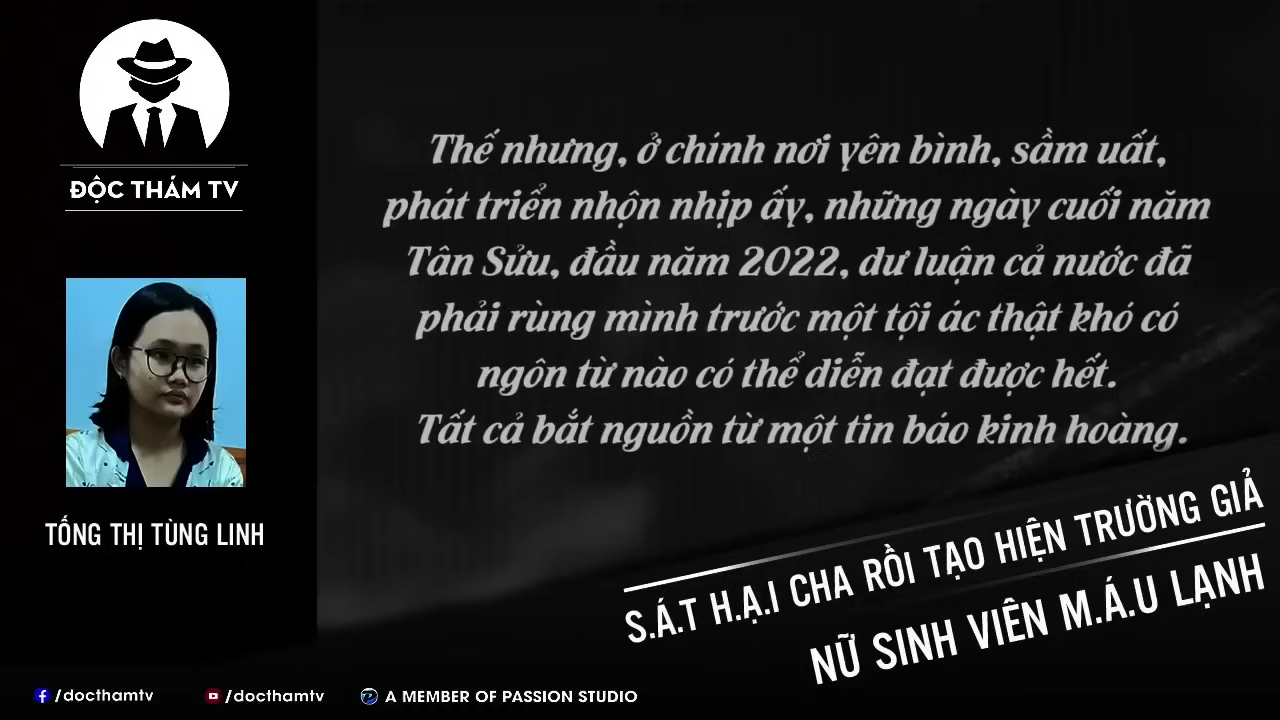 ĐỘC THÁM TV
TỐNG THỊ TÙNG LINH
Thế nhưng, ở chính nơi yên bình, sầm uất,
phát triển nhộn nhịp ấy, những ngày cuối năm
Tân Sửu, đầu năm 2022, dư luận cả nước đã
phải rùng mình trước một tội ác thật khó có
ngôn từ nào có thể diễn đạt được hết.
Tất cả bắt nguồn từ một tin báo kinh hoàng.
S.Á.T H.Ạ.I CHA RỒI TẠO HIỆN TRƯỜNG GIẢ
NỮ SINH VIÊN M.Á.U LẠNH
/docthamtv /docthamtv A MEMBER OF PASSION STUDIO